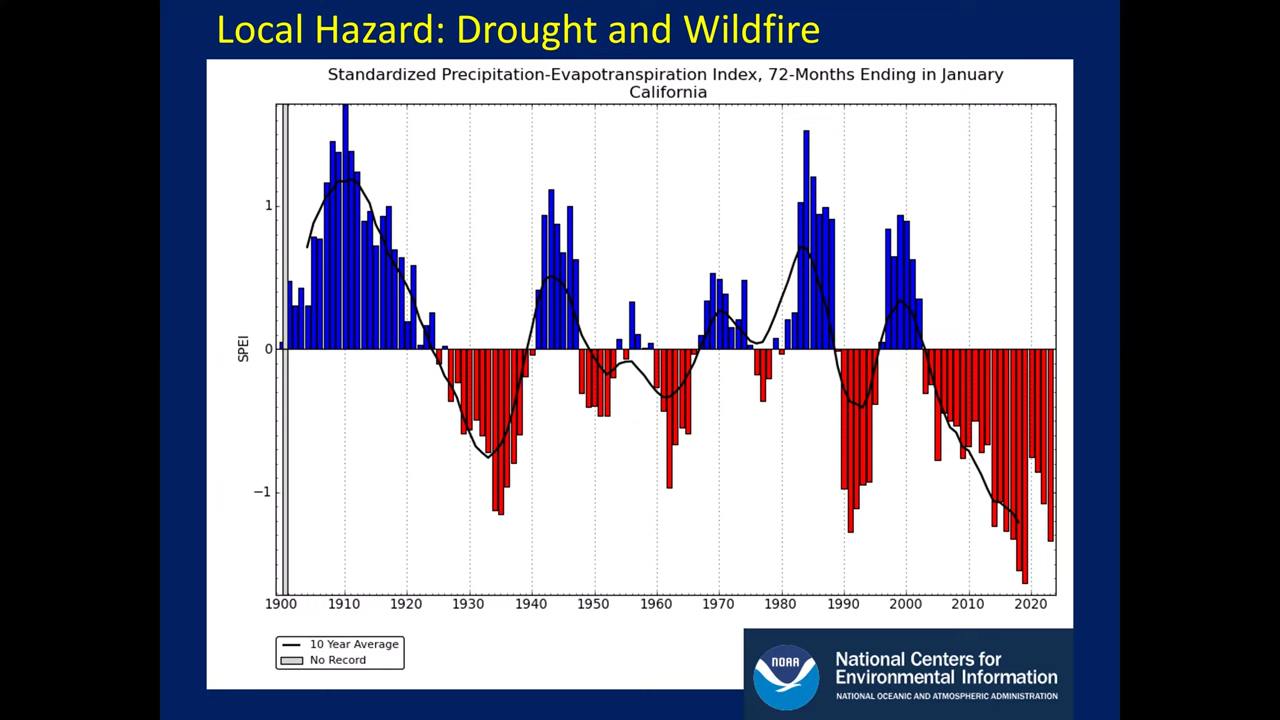 Local Hazard: Drought and Wildfire
Standardized Precipitation-Evapotranspiration Index, 72-Months Ending in January
California
1
0
−1
SPEI
1900 1910 1920 1930 1940 1950 1960 1970 1980 1990 2000 2010 2020
10 Year Average
No Record
NOAA
National Centers for
Environmental Information
NATIONAL OCEANIC AND ATMOSPHERIC ADMINISTRATION